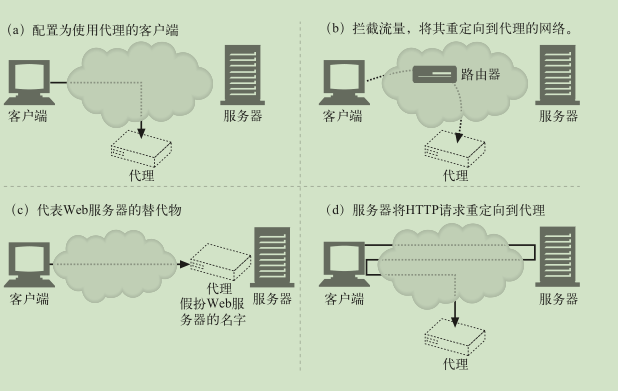 (a) 配置为使用代理的客户端
客户端
服务器
代理
(b) 拦截流量，将其重定向到代理的网络。
路由器
客户端
服务器
代理
(c) 代表Web服务器的替代物
客户端
代理
假扮Web服
务器的名字
服务器
(d) 服务器将HTTP请求重定向到代理
客户端
服务器
代理